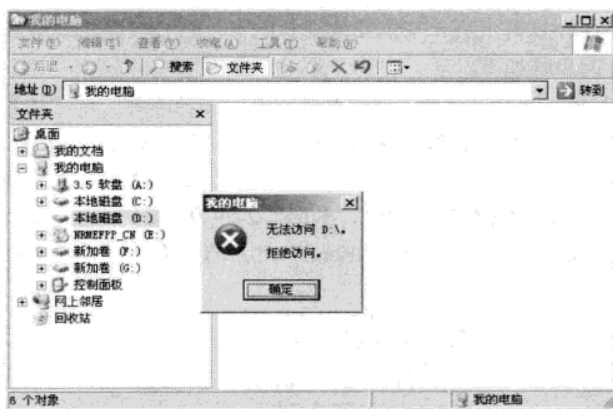 我的电脑
文件(F) 编辑(E) 查看(V) 收藏(A) 工具(T) 帮助(H)
后退 搜索 文件夹
地址(D) 我的电脑 转到
文件夹
桌面
我的文档
我的电脑
3.5 软盘 (A:)
本地磁盘 (C:)
本地磁盘 (D:)
NRMEFPP_CN (E:)
新加卷 (F:)
新加卷 (G:)
控制面板
网上邻居
回收站
我的电脑
无法访问 D:\。
拒绝访问。
确定
6 个对象
我的电脑